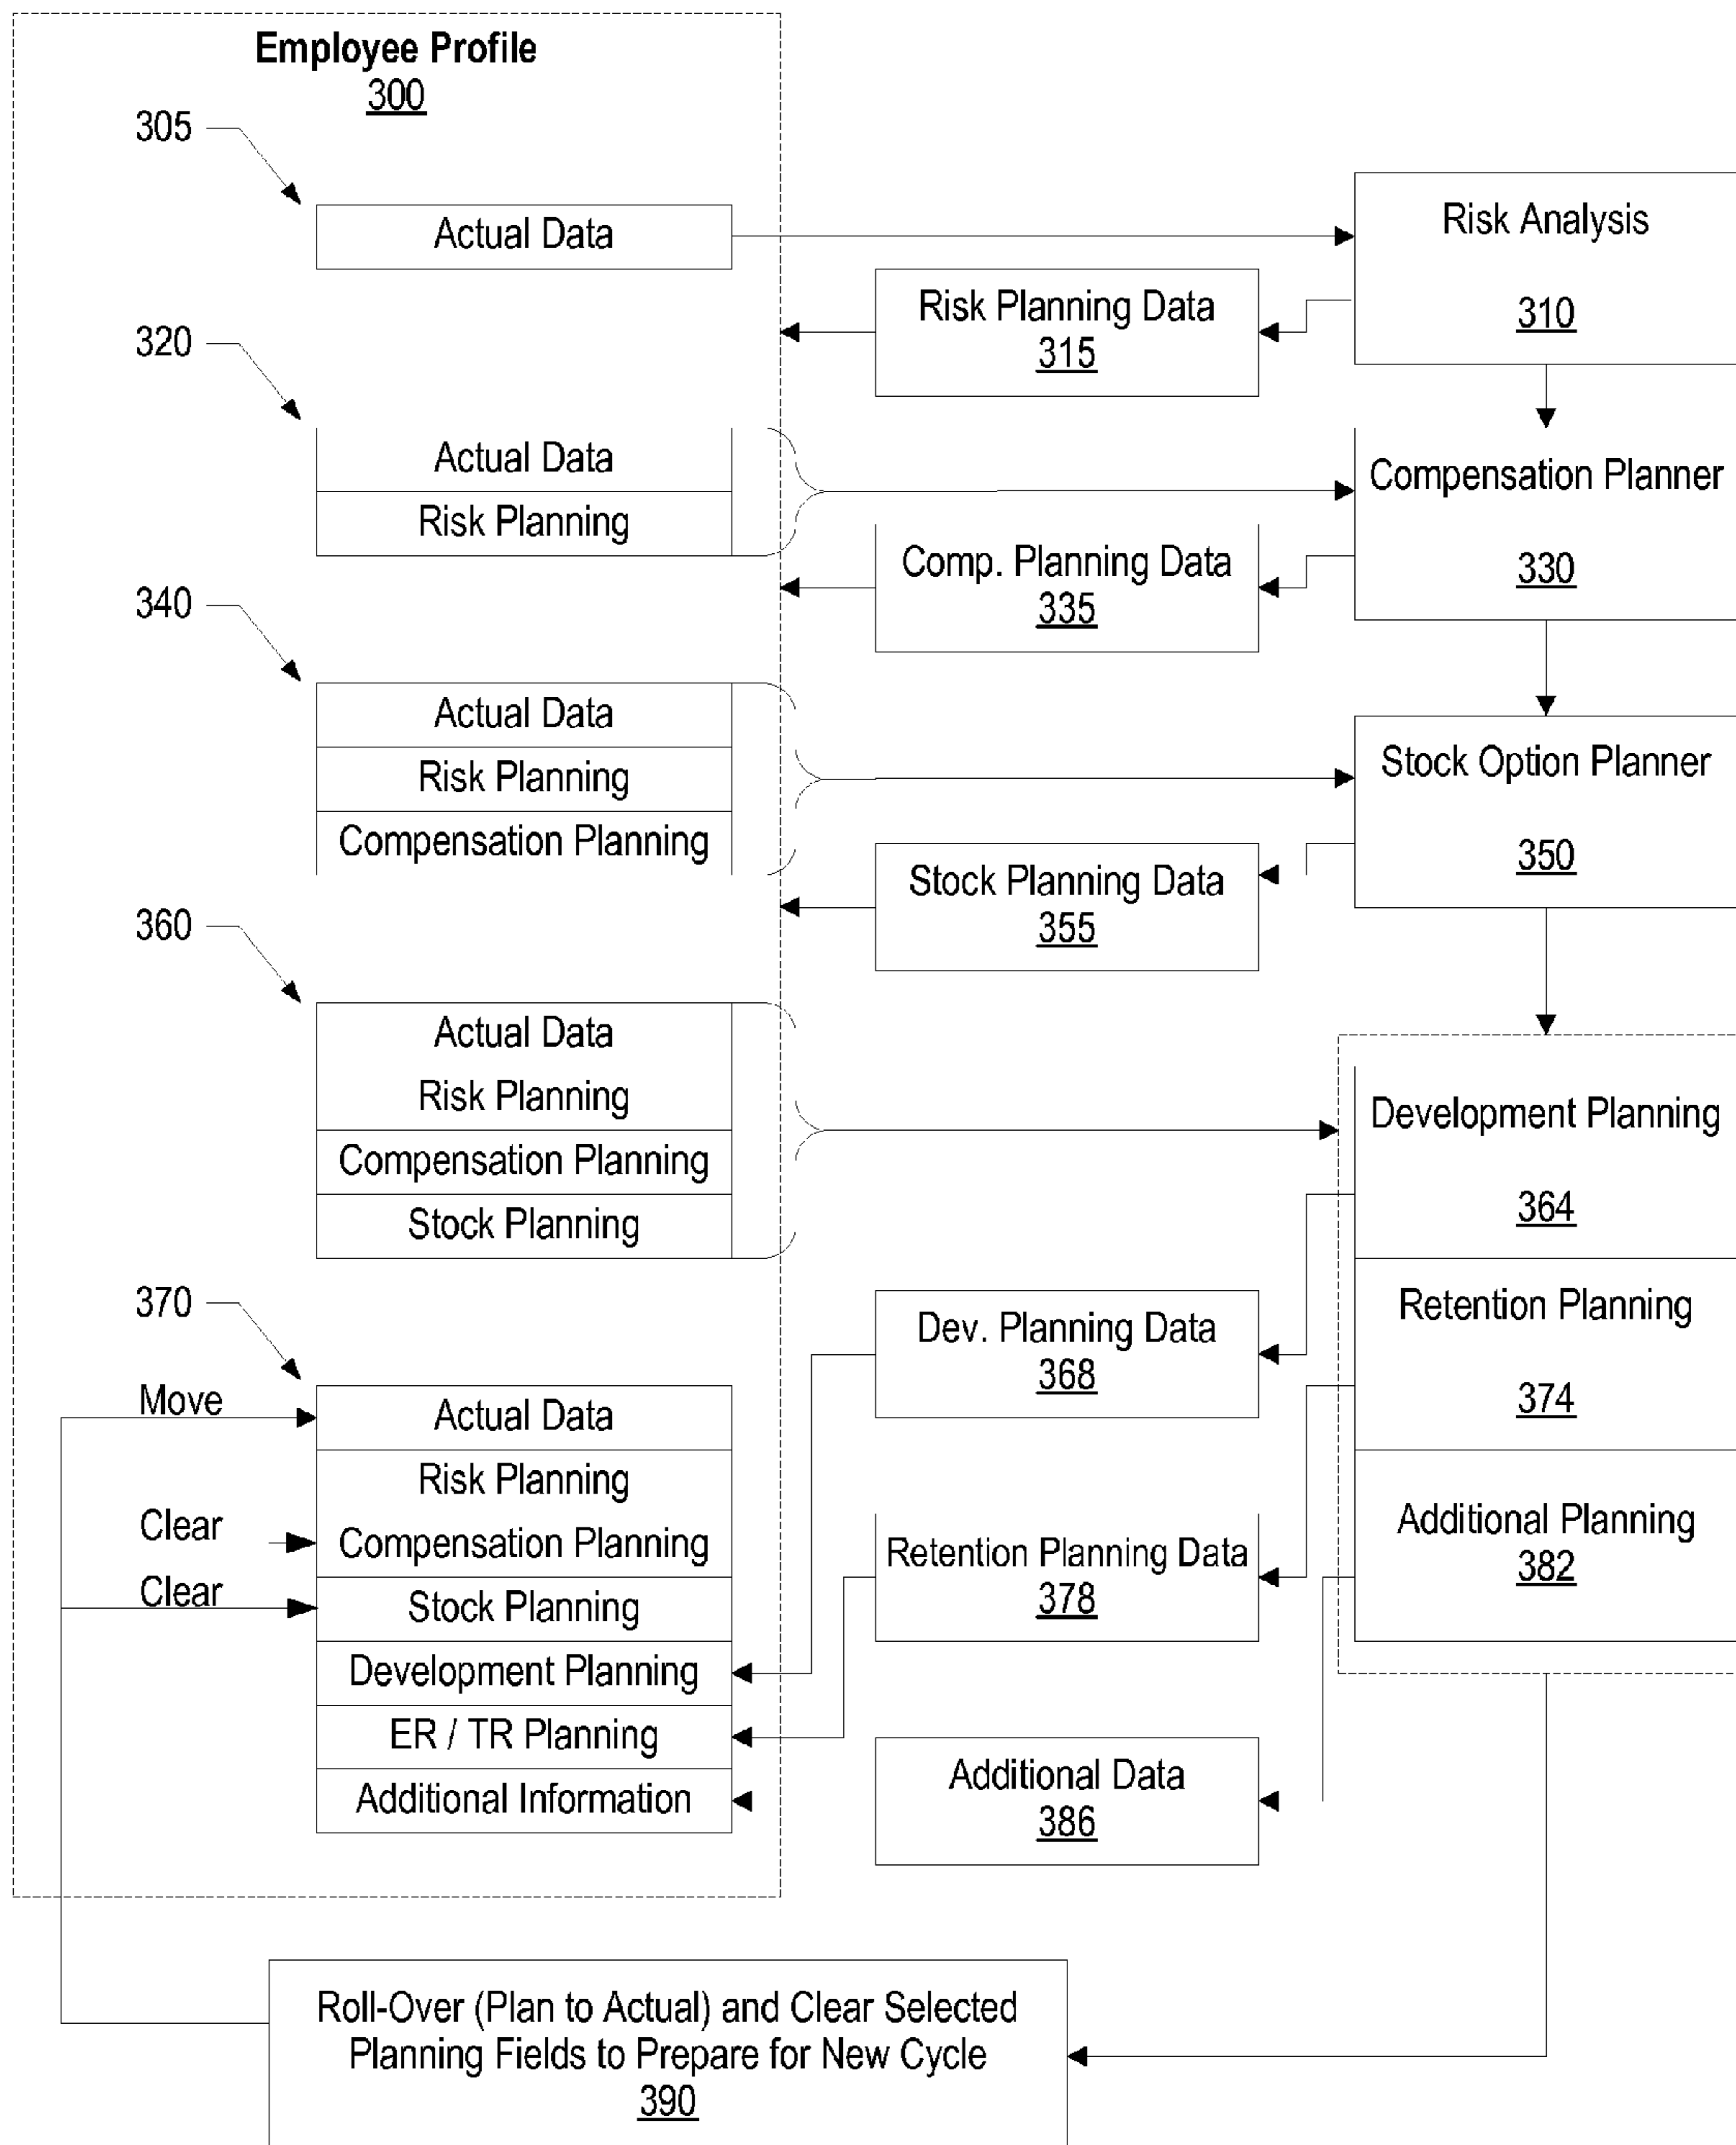 Employee Profile
300
305
Actual Data
Risk Analysis
310
Risk Planning Data
315
320
Actual Data
Risk Planning
Compensation Planner
330
Comp. Planning Data
335
340
Actual Data
Risk Planning
Compensation Planning
Stock Option Planner
350
Stock Planning Data
355
360
Actual Data
Risk Planning
Compensation Planning
Stock Planning
Development Planning
364
Retention Planning
374
Additional Planning
382
Dev. Planning Data
368
Retention Planning Data
378
Additional Data
386
370
Move
Clear
Clear
Actual Data
Risk Planning
Compensation Planning
Stock Planning
Development Planning
ER / TR Planning
Additional Information
Roll-Over (Plan to Actual) and Clear Selected
Planning Fields to Prepare for New Cycle
390